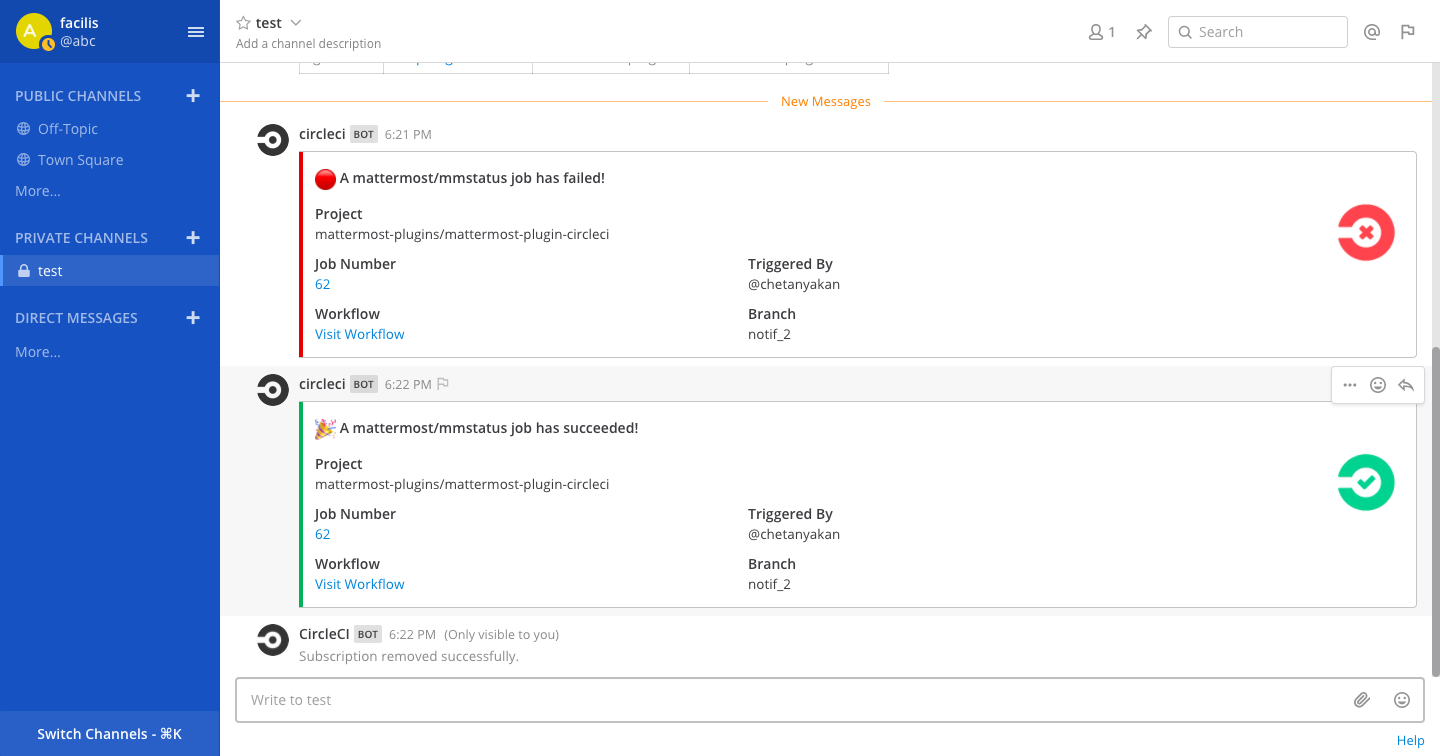 A
facilis
@abc
PUBLIC CHANNELS
Off-Topic
Town Square
More...
PRIVATE CHANNELS
test
DIRECT MESSAGES
More...
Switch Channels - ⌘K
test
Add a channel description
1
Search
New Messages
circleci BOT 6:21 PM
A mattermost/mmstatus job has failed!
Project
mattermost-plugins/mattermost-plugin-circleci
Job Number Triggered By
62 @chetanyakan
Workflow Branch
Visit Workflow notif_2
circleci BOT 6:22 PM
A mattermost/mmstatus job has succeeded!
Project
mattermost-plugins/mattermost-plugin-circleci
Job Number Triggered By
62 @chetanyakan
Workflow Branch
Visit Workflow notif_2
CircleCI BOT 6:22 PM (Only visible to you)
Subscription removed successfully.
Write to test
Help